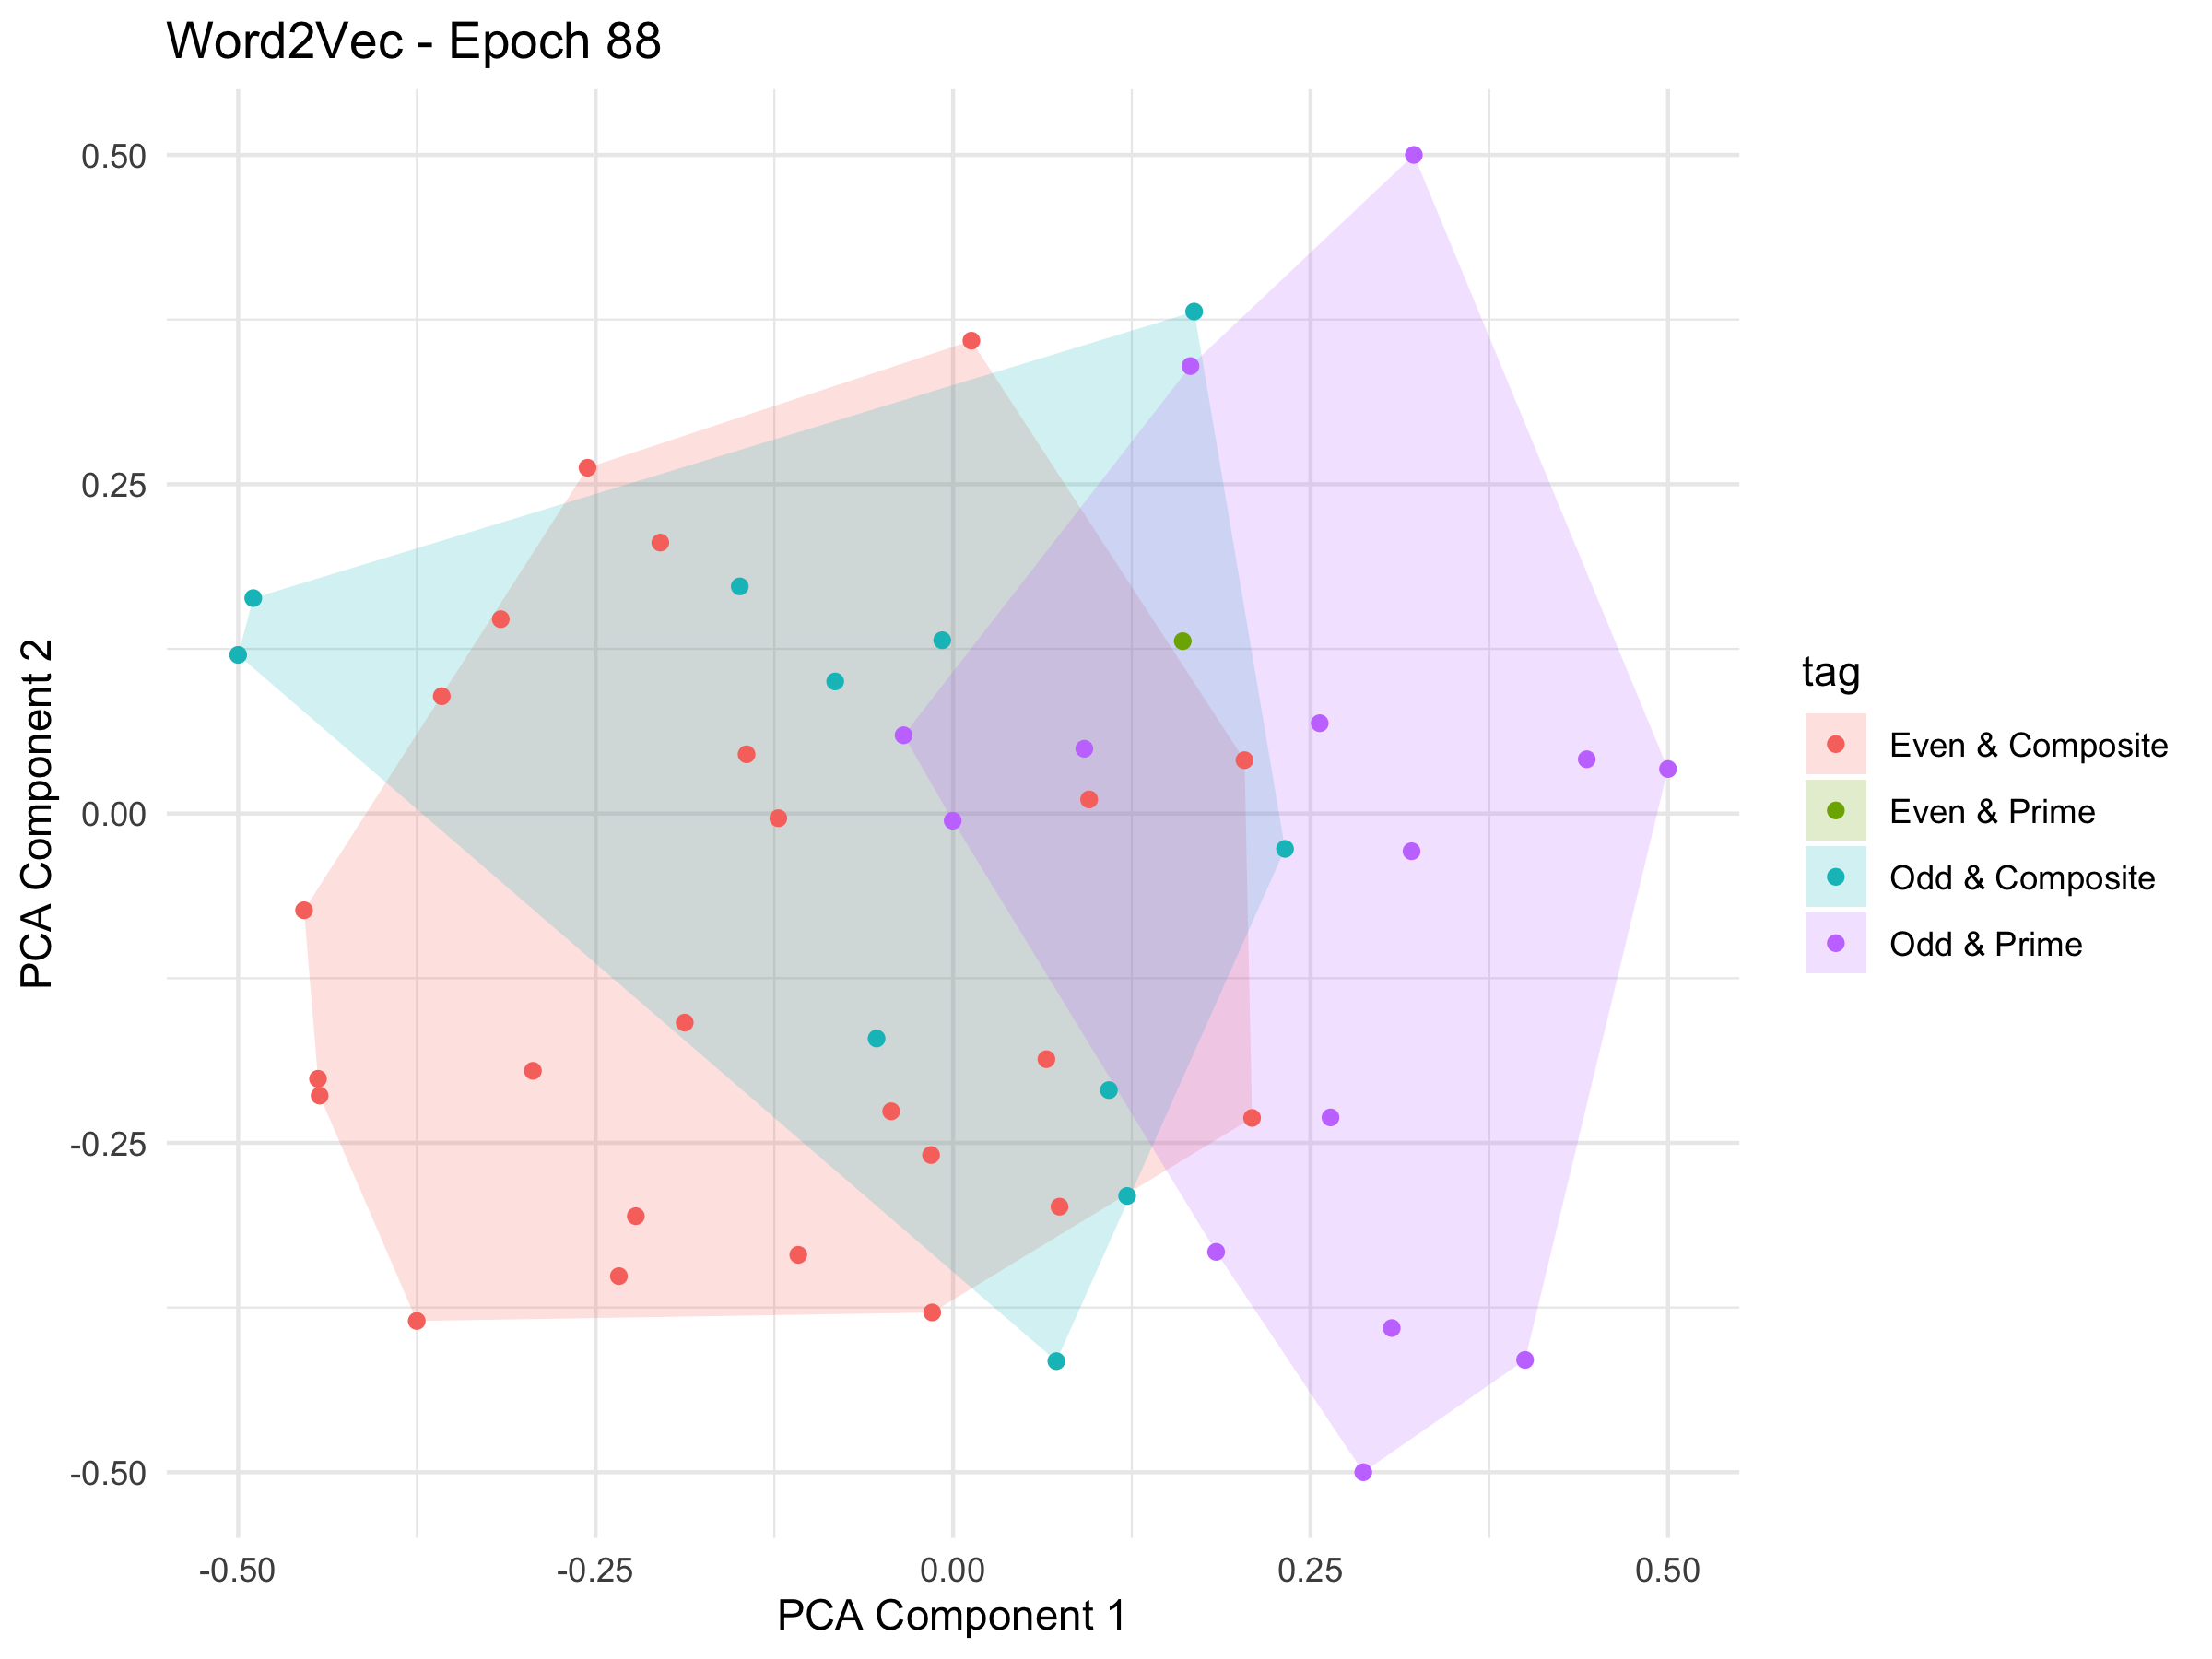 Word2Vec - Epoch 88
0.50
0.25
0.00
-0.25
-0.50
PCA Component 2
-0.50
-0.25
0.00
0.25
0.50
PCA Component 1
tag
Even & Composite
Even & Prime
Odd & Composite
Odd & Prime